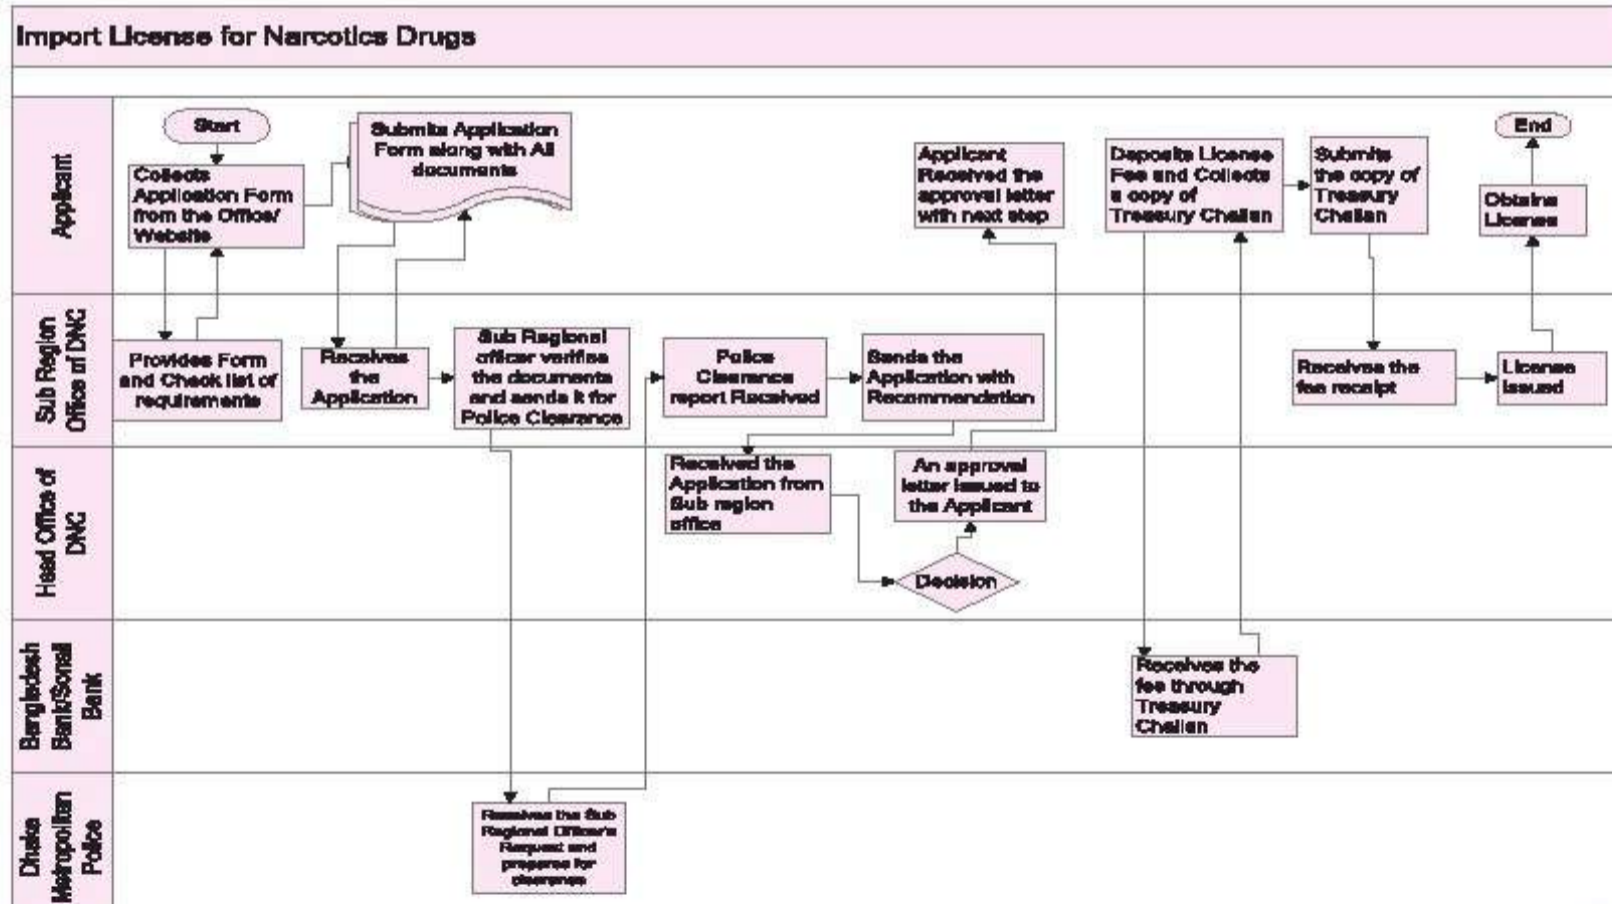 Import License for Narcotics Drugs
Applicant
Start
Collects
Application Form
from the Office/
Website
Submits Application
Form along with All
documents
Applicant
Received the
approval letter
with next step
Deposits License
Fee and Collects
a copy of
Treasury Challan
Submits
the copy of
Treasury
Challan
End
Obtains
License
Sub Region
Office of DNC
Provides Form
and Check list of
requirements
Receives
the
Application
Sub Regional
officer verifies
the documents
and sends it for
Police Clearance
Police
Clearance
report Received
Sends the
Application with
Recommendation
Receives the
fee receipt
License
Issued
Head Office of
DNC
Received the
Application from
Sub region
office
An approval
letter issued to
the Applicant
Decision
Bangladesh
Bank/Sonali
Bank
Receives the
fee through
Treasury
Challan
Dhaka
Metropolitan
Police
Receives the Sub
Regional Officer's
Request and
prepares for
clearance